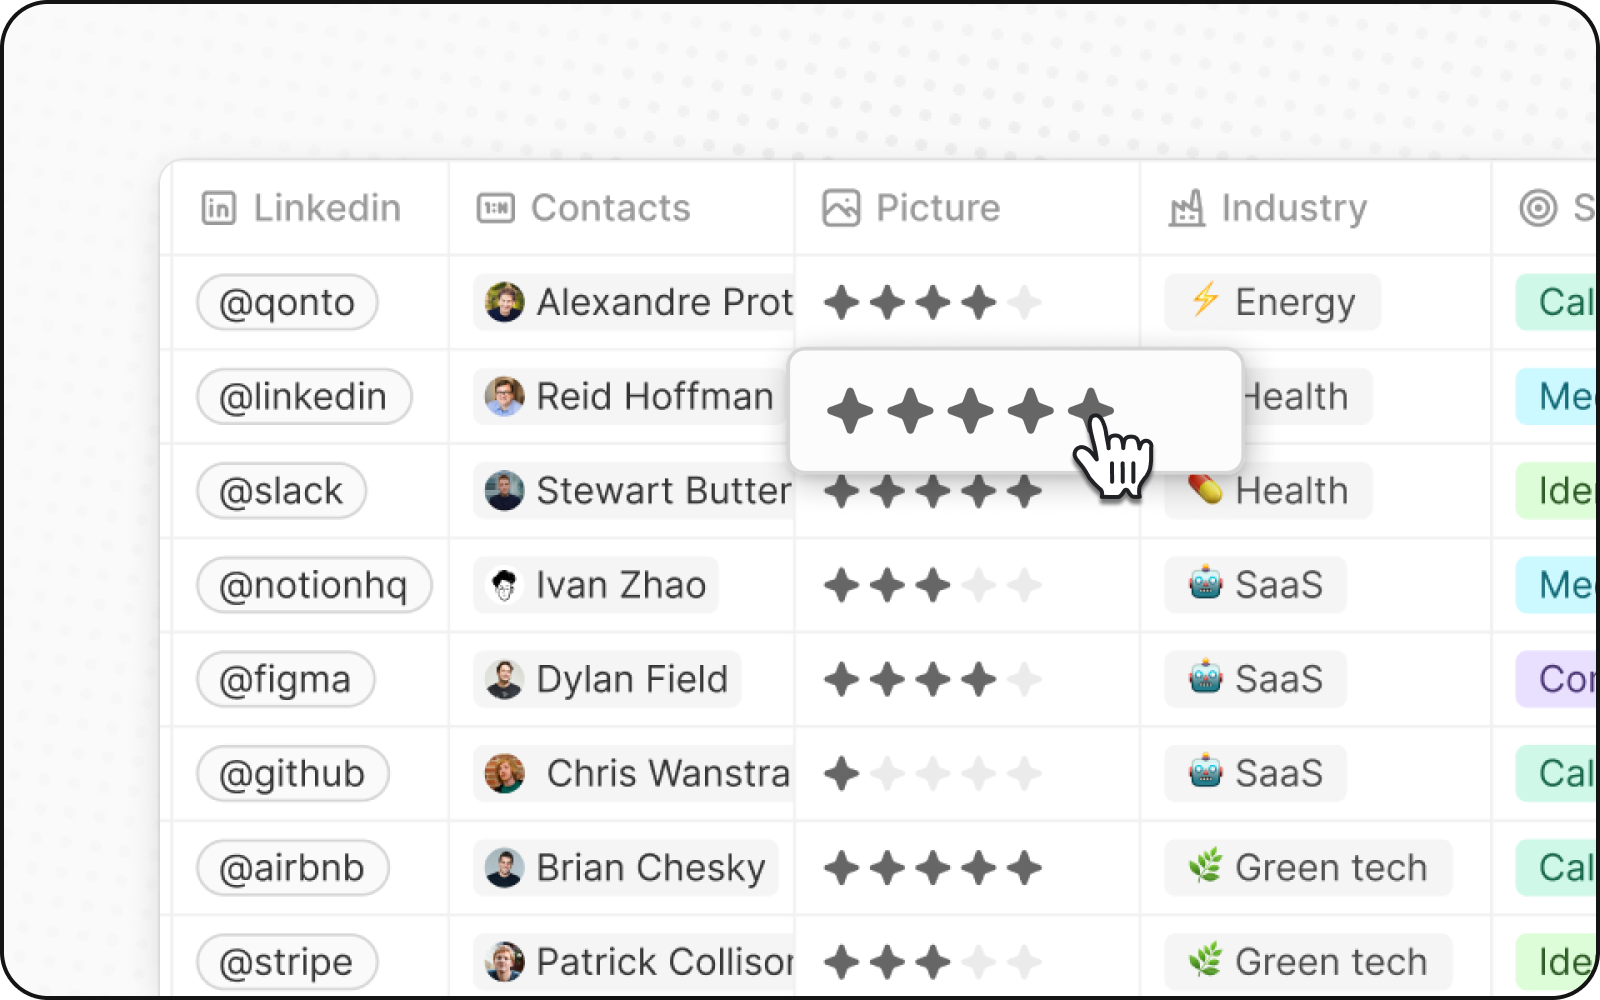 Linkedin Contacts Picture Industry S
@qonto Alexandre Prot Energy Cal
@linkedin Reid Hoffman Health Me
@slack Stewart Butter Health Ide
@notionhq Ivan Zhao SaaS Me
@figma Dylan Field SaaS Cor
@github Chris Wanstra SaaS Cal
@airbnb Brian Chesky Green tech Cal
@stripe Patrick Collison Green tech Ide